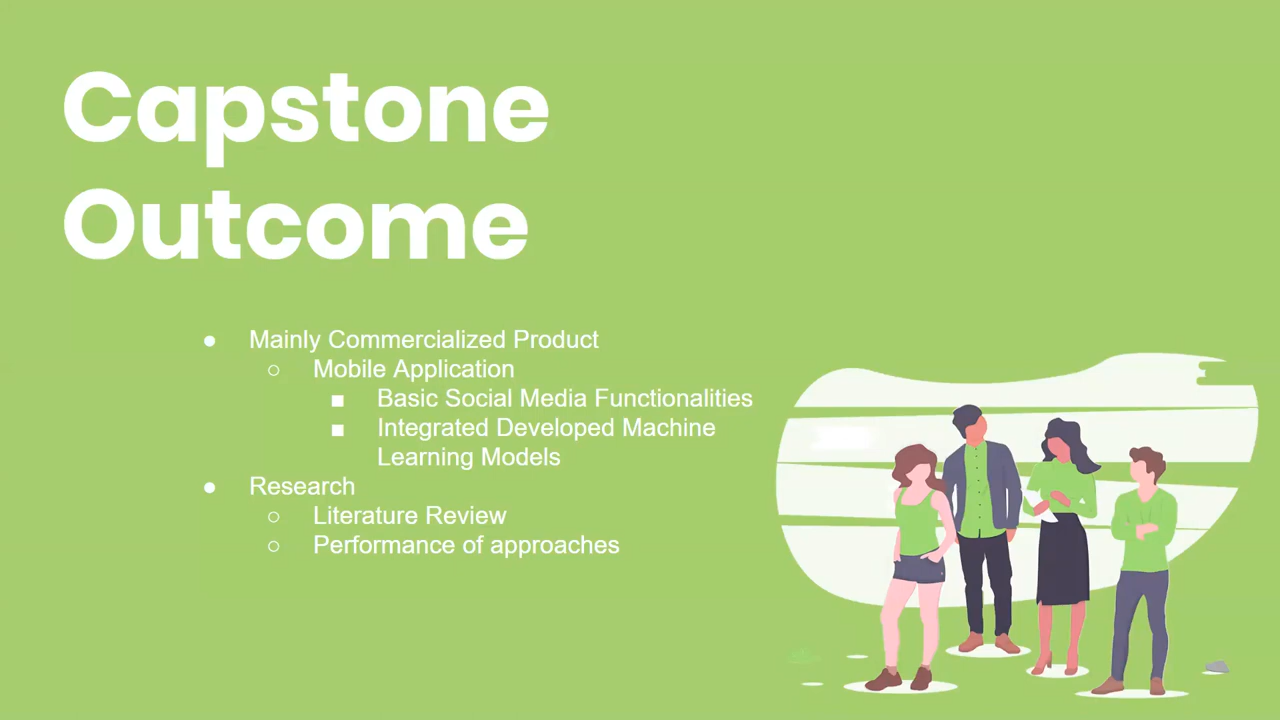 Capstone
Outcome
● Mainly Commercialized Product
○ Mobile Application
■ Basic Social Media Functionalities
■ Integrated Developed Machine
Learning Models
● Research
○ Literature Review
○ Performance of approaches